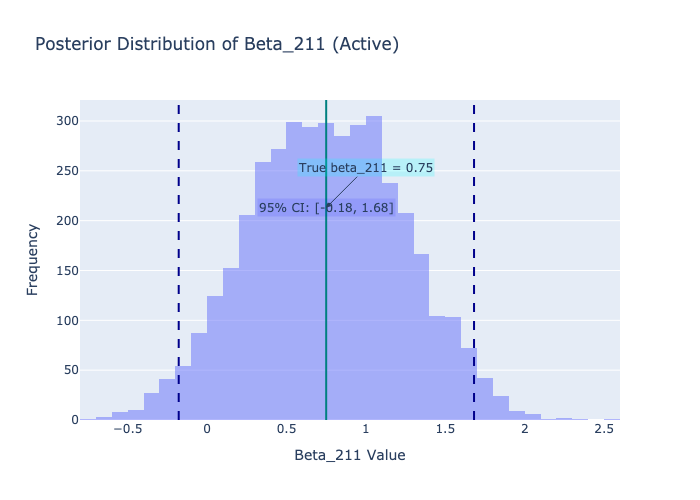 Posterior Distribution of Beta_211 (Active)
300
250
200
150
100
50
0
Frequency
True beta_211 = 0.75
95% CI: [-0.18, 1.68]
−0.5
0
0.5
1
1.5
2
2.5
Beta_211 Value